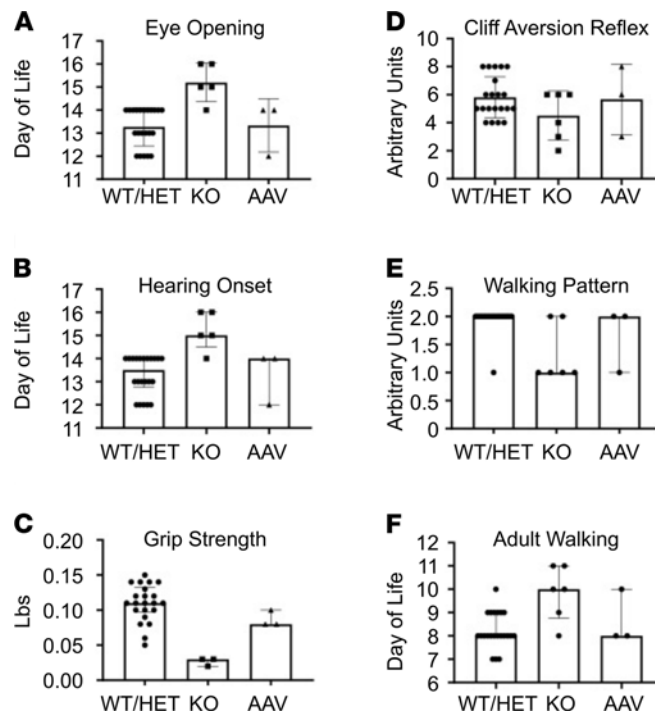 A
Eye Opening
Day of Life
17
16
15
14
13
12
11
WT/HET KO AAV
B
Hearing Onset
Day of Life
17
16
15
14
13
12
11
WT/HET KO AAV
C
Grip Strength
Lbs
0.20
0.15
0.10
0.05
0.00
WT/HET KO AAV
D
Cliff Aversion Reflex
Arbitrary Units
10
8
6
4
2
0
WT/HET KO AAV
E
Walking Pattern
Arbitrary Units
2.5
2.0
1.5
1.0
0.5
0
WT/HET KO AAV
F
Adult Walking
Day of Life
12
11
10
9
8
7
6
WT/HET KO AAV